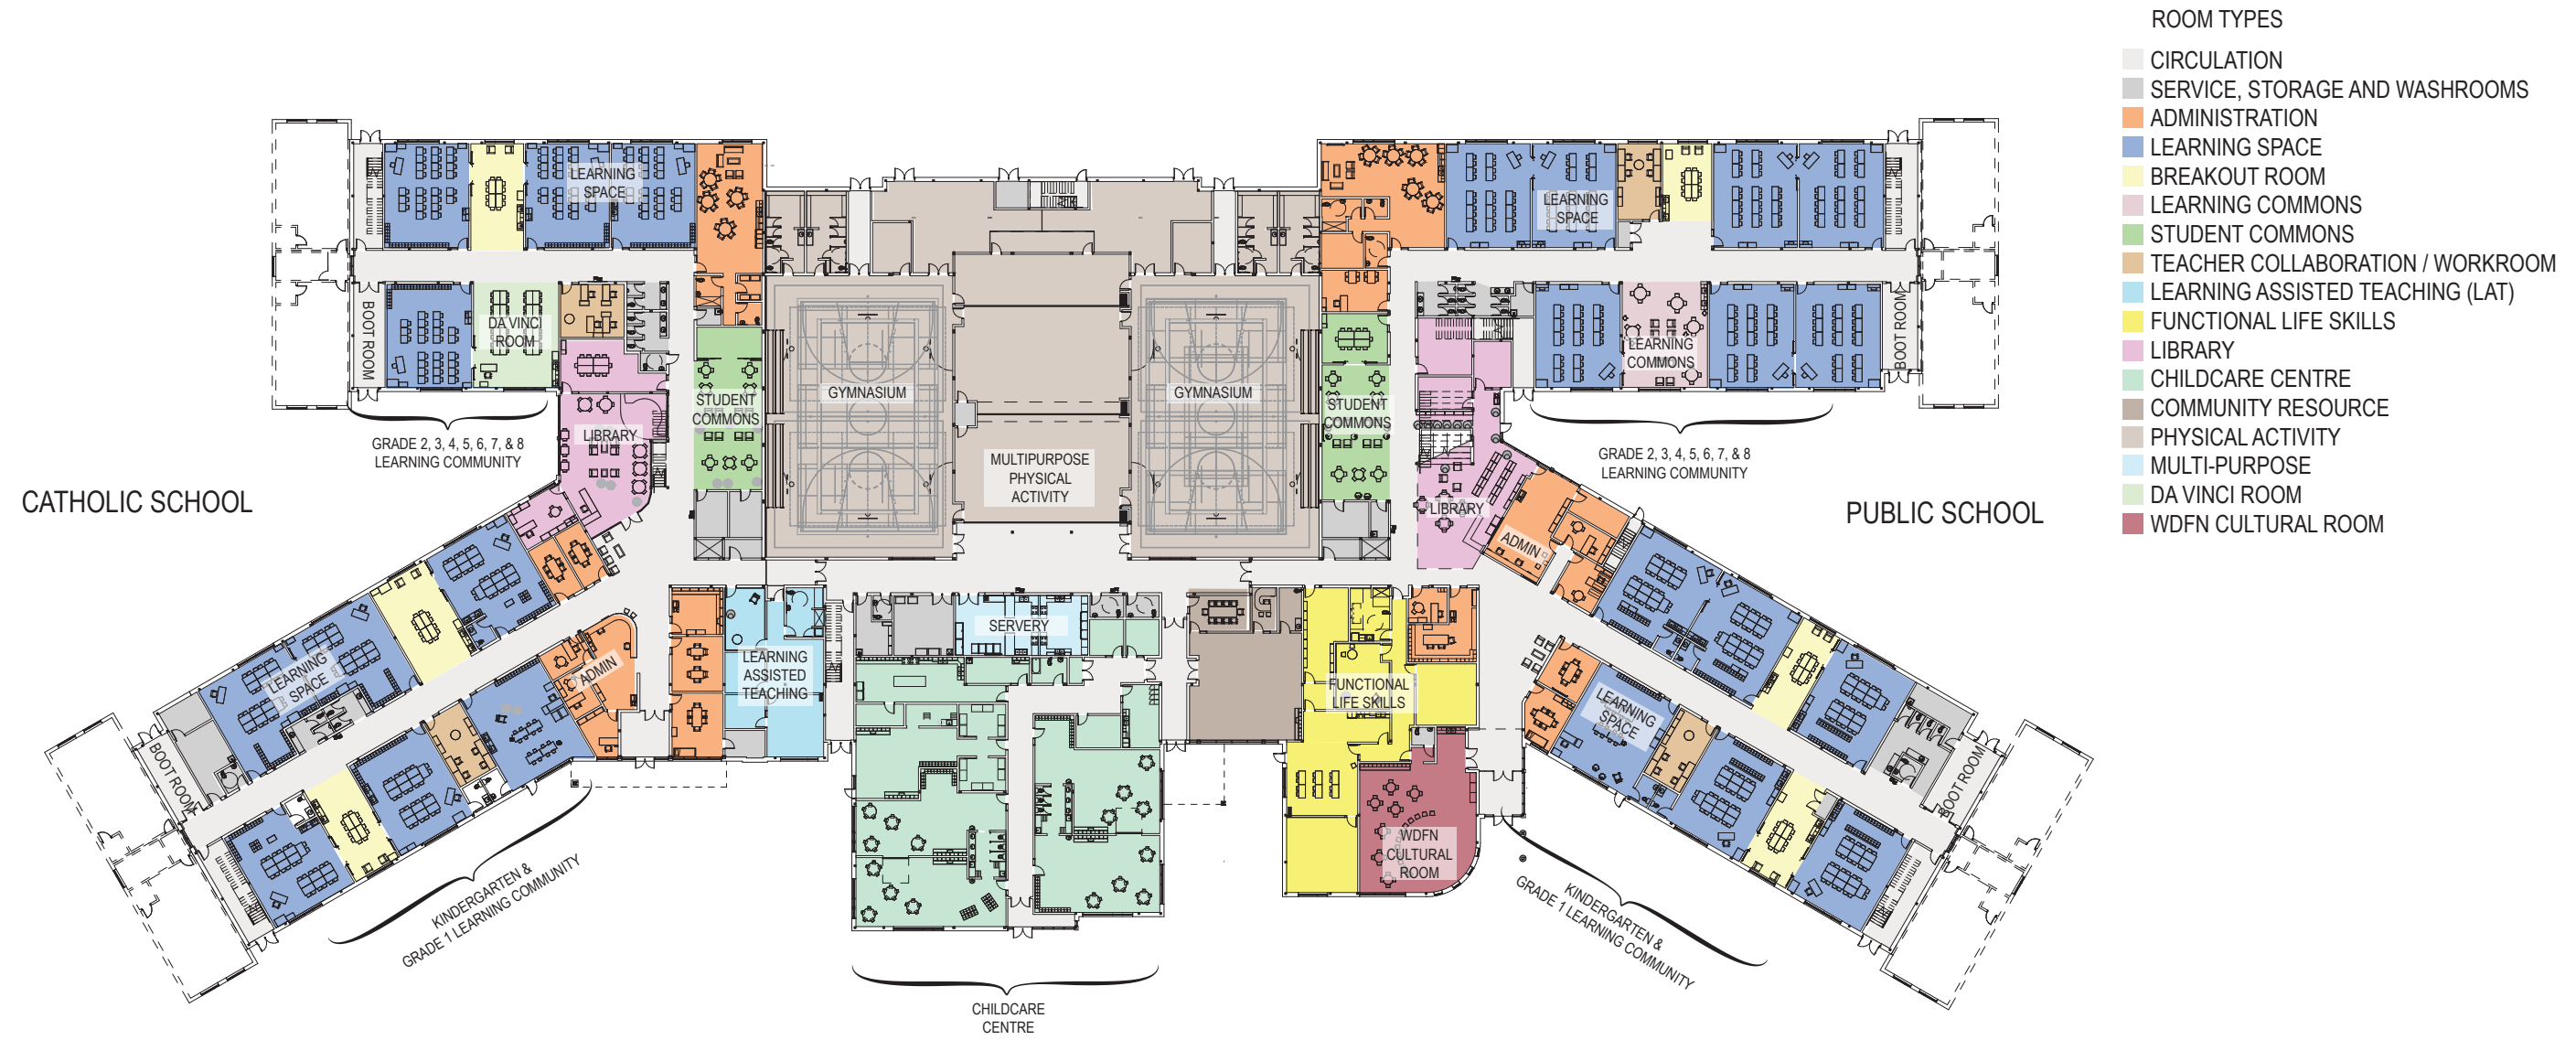 ROOM TYPES
CIRCULATION
SERVICE, STORAGE AND WASHROOMS
ADMINISTRATION
LEARNING SPACE
BREAKOUT ROOM
LEARNING COMMONS
STUDENT COMMONS
TEACHER COLLABORATION / WORKROOM
LEARNING ASSISTED TEACHING (LAT)
FUNCTIONAL LIFE SKILLS
LIBRARY
CHILDCARE CENTRE
COMMUNITY RESOURCE
PHYSICAL ACTIVITY
MULTI-PURPOSE
DA VINCI ROOM
WDFN CULTURAL ROOM
CATHOLIC SCHOOL
LEARNING
SPACE
BOOT ROOM
DA VINCI
ROOM
GRADE 2, 3, 4, 5, 6, 7, & 8
LEARNING COMMUNITY
LIBRARY
STUDENT
COMMONS
GYMNASIUM
MULTIPURPOSE
PHYSICAL
ACTIVITY
GYMNASIUM
STUDENT
COMMONS
LEARNING
SPACE
LEARNING
COMMONS
BOOT ROOM
GRADE 2, 3, 4, 5, 6, 7, & 8
LEARNING COMMUNITY
LIBRARY
ADMIN
PUBLIC SCHOOL
LEARNING
SPACE
ADMIN
BOOT ROOM
KINDERGARTEN &
GRADE 1 LEARNING COMMUNITY
LEARNING
ASSISTED
TEACHING
SERVERY
CHILDCARE
CENTRE
FUNCTIONAL
LIFE SKILLS
WDFN
CULTURAL
ROOM
LEARNING
SPACE
BOOT ROOM
KINDERGARTEN &
GRADE 1 LEARNING COMMUNITY